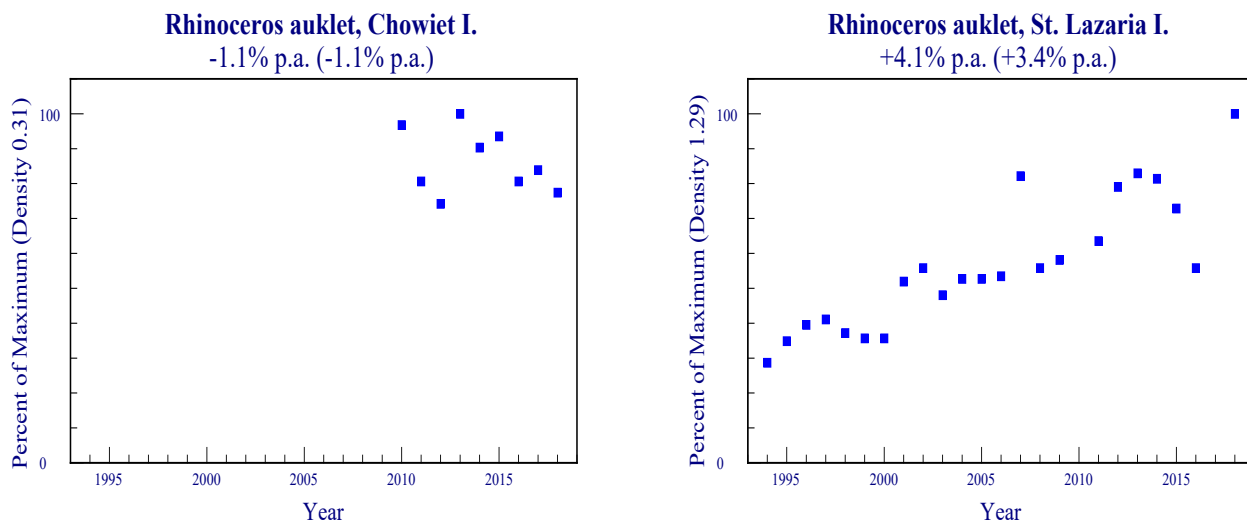 Rhinoceros auklet, Chowiet I.
-1.1% p.a. (-1.1% p.a.)
Percent of Maximum (Density 0.31)
100
0
1995 2000 2005 2010 2015
Year
Rhinoceros auklet, St. Lazaria I.
+4.1% p.a. (+3.4% p.a.)
Percent of Maximum (Density 1.29)
100
0
1995 2000 2005 2010 2015
Year